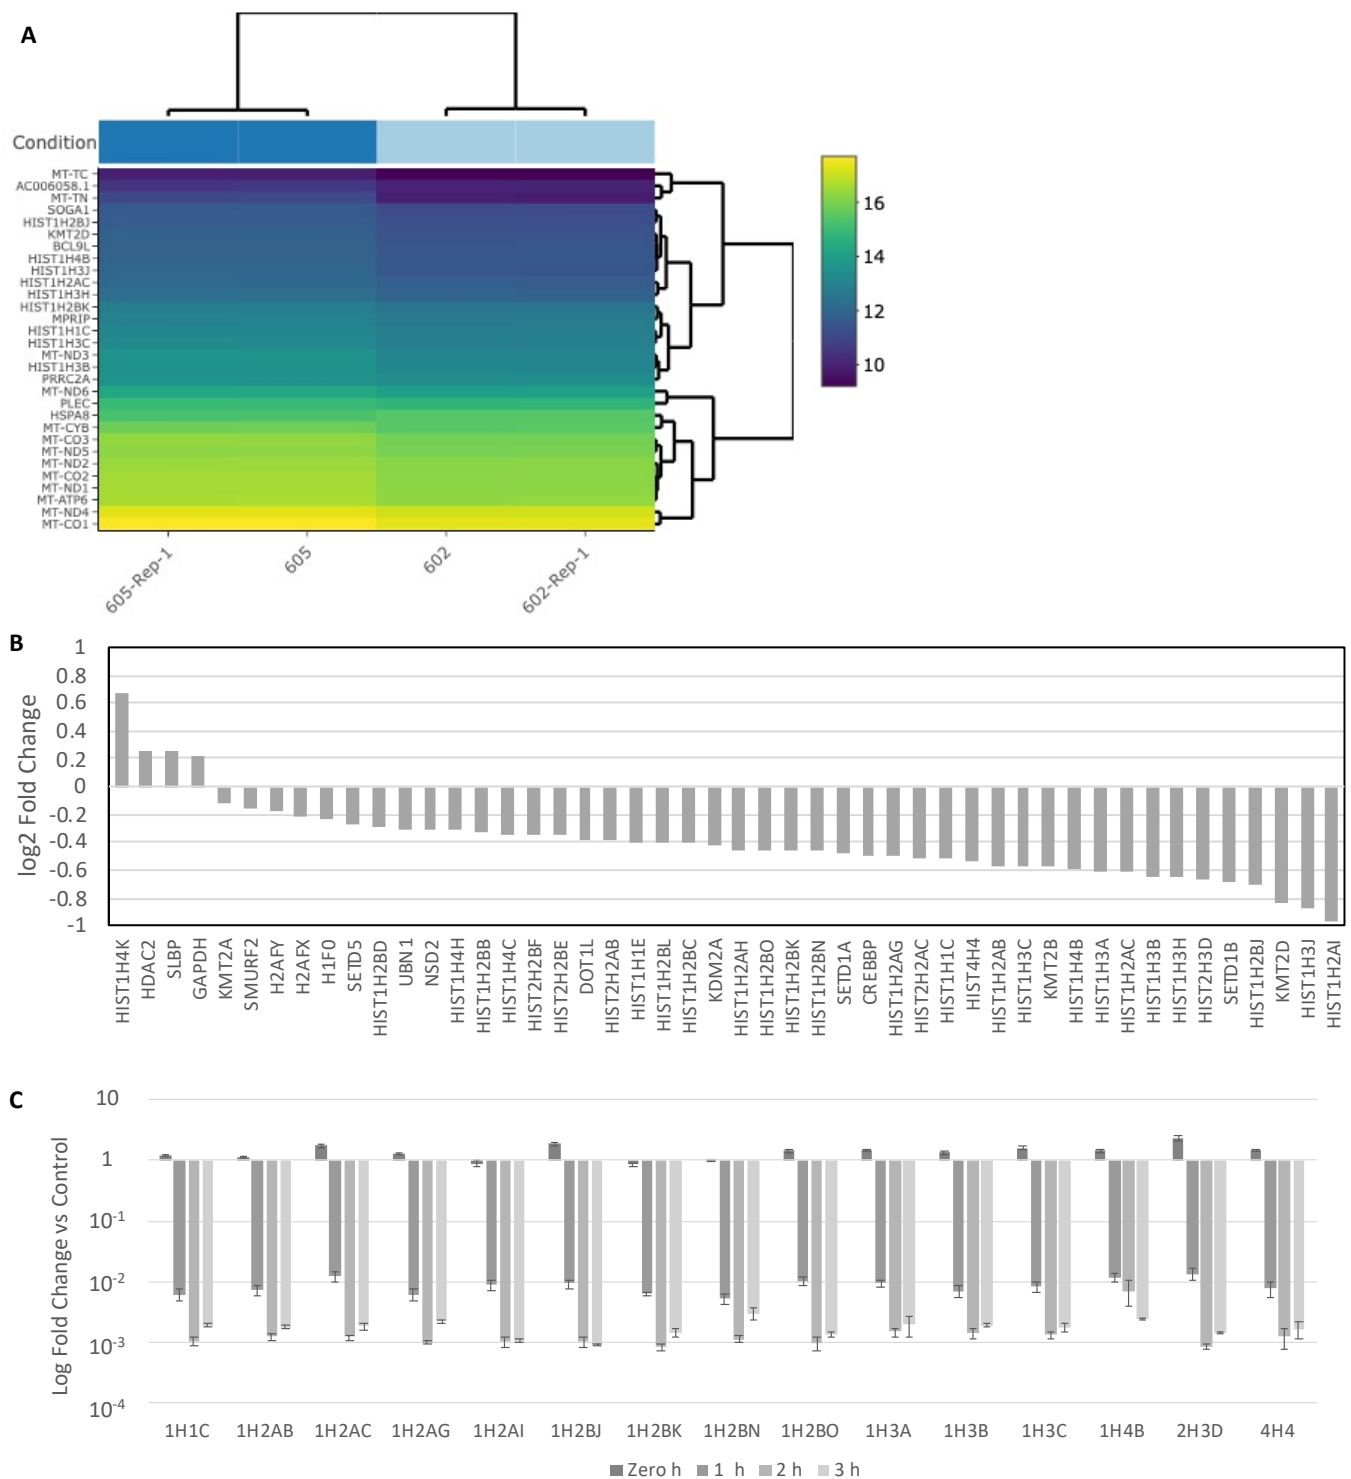 A
Condition
MT-TC
AC006058.1
MT-TN
SOGA1
HIST1H2BJ
KMT2D
BCL9L
HIST1H4B
HIST1H3J
HIST1H2AC
HIST1H3H
HIST1H2BK
MPRIP
HIST1H1C
HIST1H3C
MT-ND3
HIST1H3B
PRRC2A
MT-ND6
PLEC
HSPA8
MT-CYB
MT-CO3
MT-ND5
MT-ND2
MT-CO2
MT-ND1
MT-ATP6
MT-ND4
MT-CO1
16
14
12
10
605-Rep-1
605
602
602-Rep-1
B
log2 Fold Change
1
0.8
0.6
0.4
0.2
0
-0.2
-0.4
-0.6
-0.8
-1
HIST1H4K
HDAC2
SLBP
GAPDH
KMT2A
SMURF2
H2AFY
H2AFX
H1F0
SETD5
HIST1H2BD
UBN1
NSD2
HIST1H4H
HIST1H2BB
HIST1H4C
HIST2H2BF
HIST2H2BE
DOT1L
HIST2H2AB
HIST1H1E
HIST1H2BL
HIST1H2BC
KDM2A
HIST1H2AH
HIST1H2BO
HIST1H2BK
HIST1H2BN
SETD1A
CREBBP
HIST1H2AG
HIST2H2AC
HIST1H1C
HIST4H4
HIST1H2AB
HIST1H3C
KMT2B
HIST1H4B
HIST1H3A
HIST1H2AC
HIST1H3B
HIST1H3H
HIST2H3D
SETD1B
HIST1H2BJ
KMT2D
HIST1H3J
HIST1H2AI
C
Log Fold Change vs Control
10
1
10-1
10-2
10-3
10-4
1H1C 1H2AB 1H2AC 1H2AG 1H2AI 1H2BJ 1H2BK 1H2BN 1H2BO 1H3A 1H3B 1H3C 1H4B 2H3D 4H4
Zero h 1 h 2 h 3 h